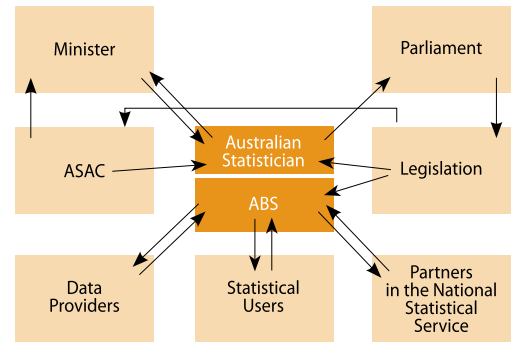 Minister
Parliament
Australian
Statistician
ASAC
Legislation
ABS
Data
Providers
Statistical
Users
Partners
in the National
Statistical
Service